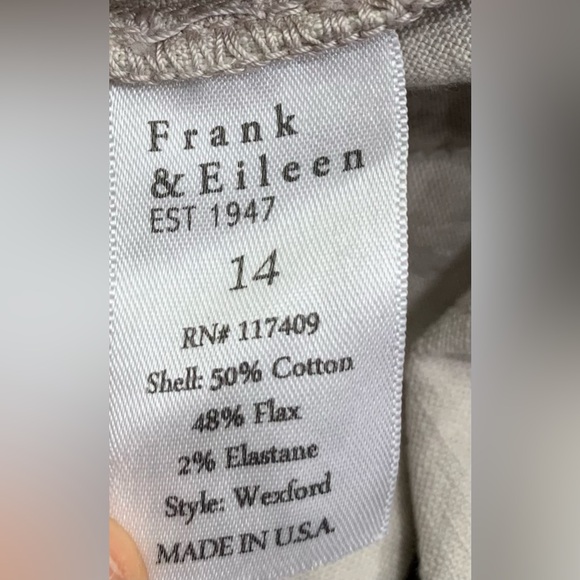 Frank
& Eileen
EST 1947
14
RN# 117409
Shell: 50% Cotton
48% Flax
2% Elastane
Style: Wexford
MADE IN U.S.A.